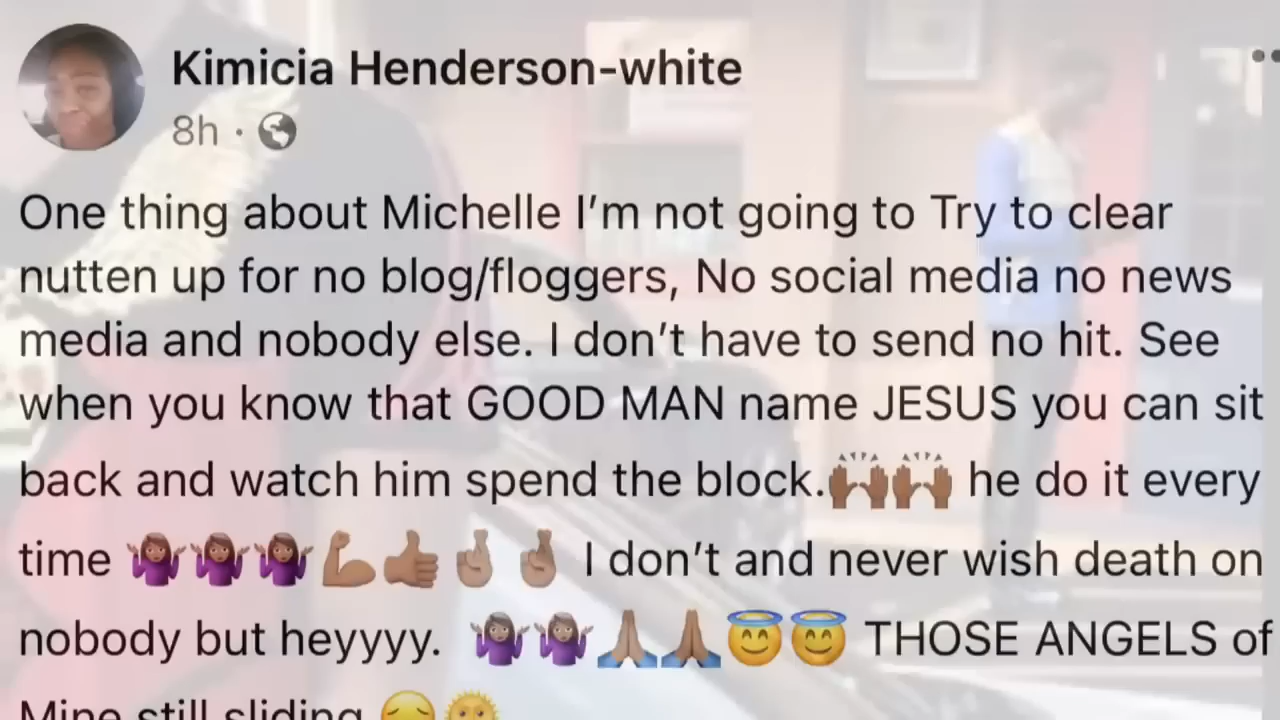 Kimicia Henderson-white
8h ·
One thing about Michelle I'm not going to Try to clear
nutten up for no blog/floggers, No social media no news
media and nobody else. I don't have to send no hit. See
when you know that GOOD MAN name JESUS you can sit
back and watch him spend the block.🙌🏾🙌🏾 he do it every
time 🤷🏾‍♀️🤷🏾‍♀️🤷🏾‍♀️💪🏽👍🏽🤞🏽🤞🏽 I don't and never wish death on
nobody but heyyyy. 🤷🏽‍♀️🤷🏽‍♀️🙏🏽🙏🏾😇😇 THOSE ANGELS of
Mine still sliding 😔🌞